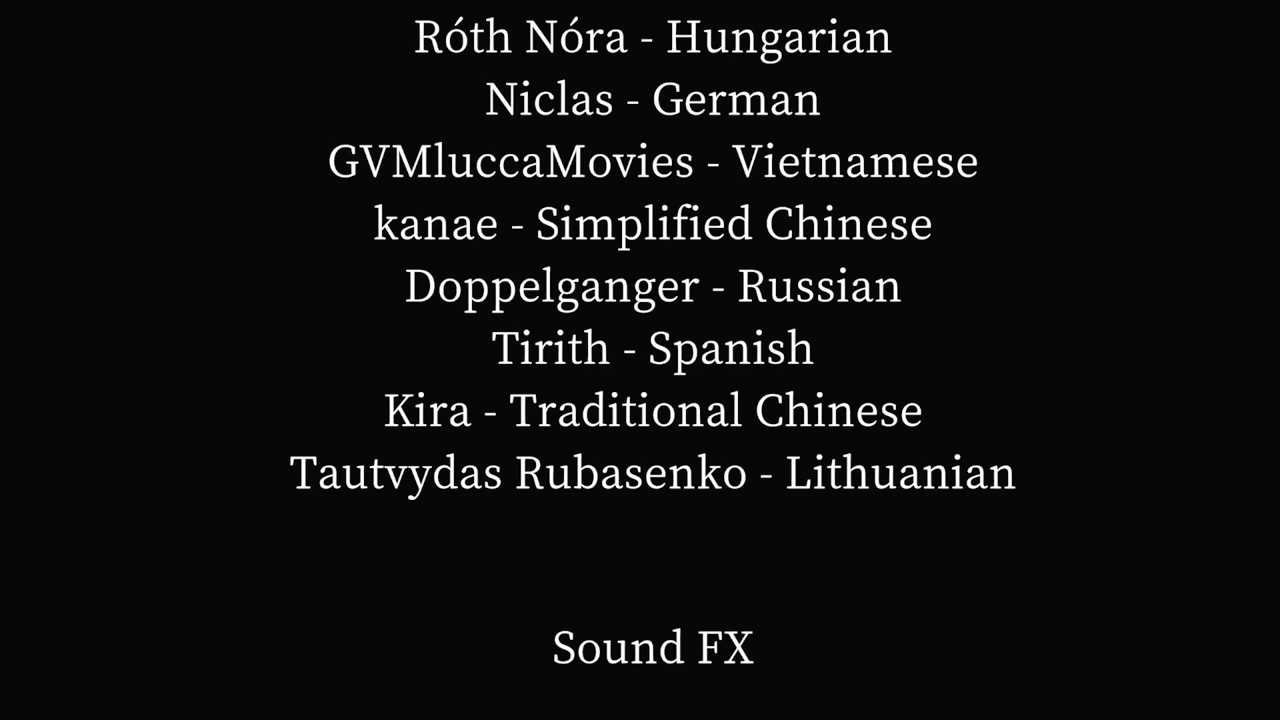 Róth Nóra - Hungarian
Niclas - German
GVMluccaMovies - Vietnamese
kanae - Simplified Chinese
Doppelganger - Russian
Tirith - Spanish
Kira - Traditional Chinese
Tautvydas Rubasenko - Lithuanian
Sound FX